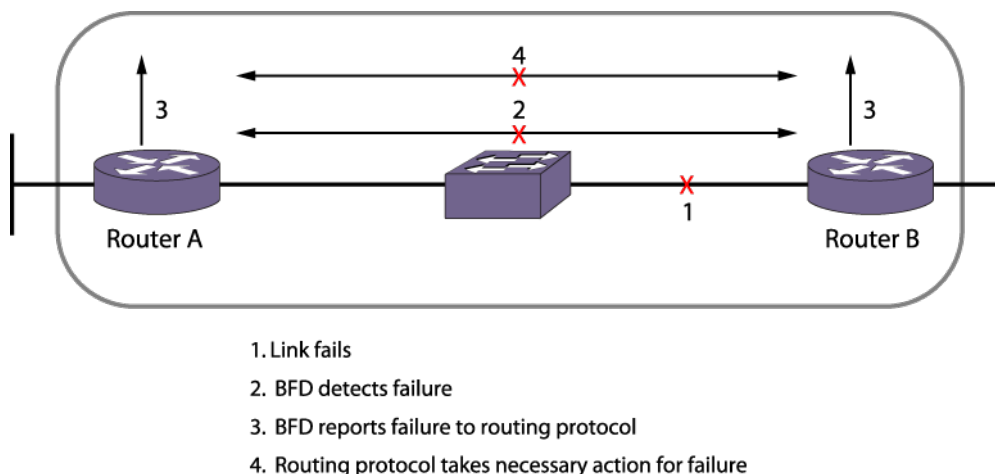 4
3
2
3
1
Router A
Router B
1. Link fails
2. BFD detects failure
3. BFD reports failure to routing protocol
4. Routing protocol takes necessary action for failure